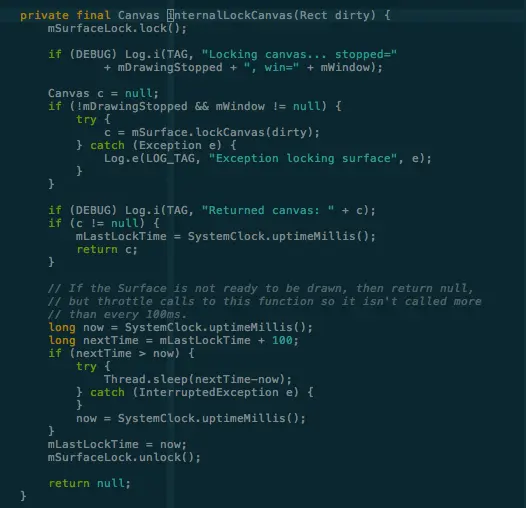 private final Canvas internalLockCanvas(Rect dirty) {
    mSurfaceLock.lock();

    if (DEBUG) Log.i(TAG, "Locking canvas... stopped="
            + mDrawingStopped + ", win=" + mWindow);

    Canvas c = null;
    if (!mDrawingStopped && mWindow != null) {
        try {
            c = mSurface.lockCanvas(dirty);
        } catch (Exception e) {
            Log.e(LOG_TAG, "Exception locking surface", e);
        }
    }

    if (DEBUG) Log.i(TAG, "Returned canvas: " + c);
    if (c != null) {
        mLastLockTime = SystemClock.uptimeMillis();
        return c;
    }

    // If the Surface is not ready to be drawn, then return null,
    // but throttle calls to this function so it isn't called more
    // than every 100ms.
    long now = SystemClock.uptimeMillis();
    long nextTime = mLastLockTime + 100;
    if (nextTime > now) {
        try {
            Thread.sleep(nextTime-now);
        } catch (InterruptedException e) {
        }
        now = SystemClock.uptimeMillis();
    }
    mLastLockTime = now;
    mSurfaceLock.unlock();

    return null;
}